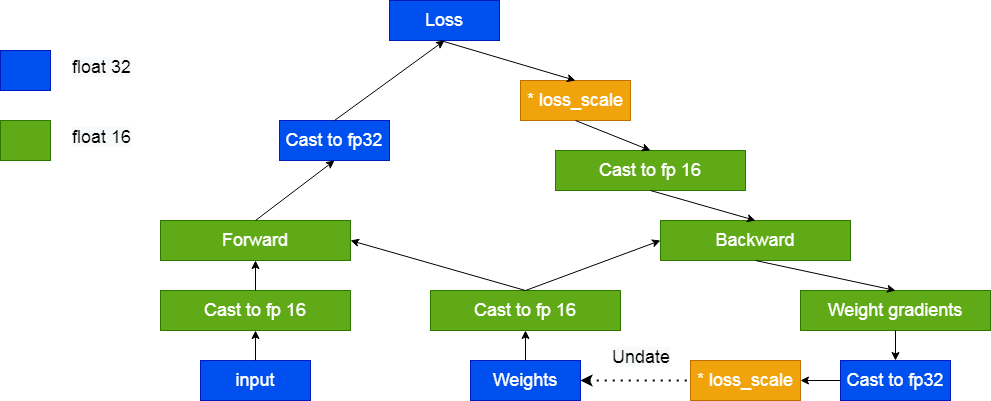 Loss
float 32
* loss_scale
float 16
Cast to fp32
Cast to fp 16
Forward
Backward
Cast to fp 16
Cast to fp 16
Weight gradients
Undate
input
Weights
* loss_scale
Cast to fp32